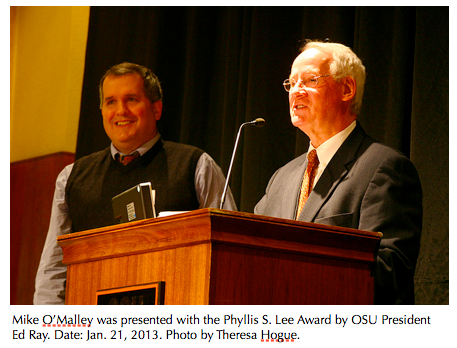 Mike O’Malley was presented with the Phyllis S. Lee Award by OSU President
Ed Ray. Date: Jan. 21, 2013. Photo by Theresa Hogue.